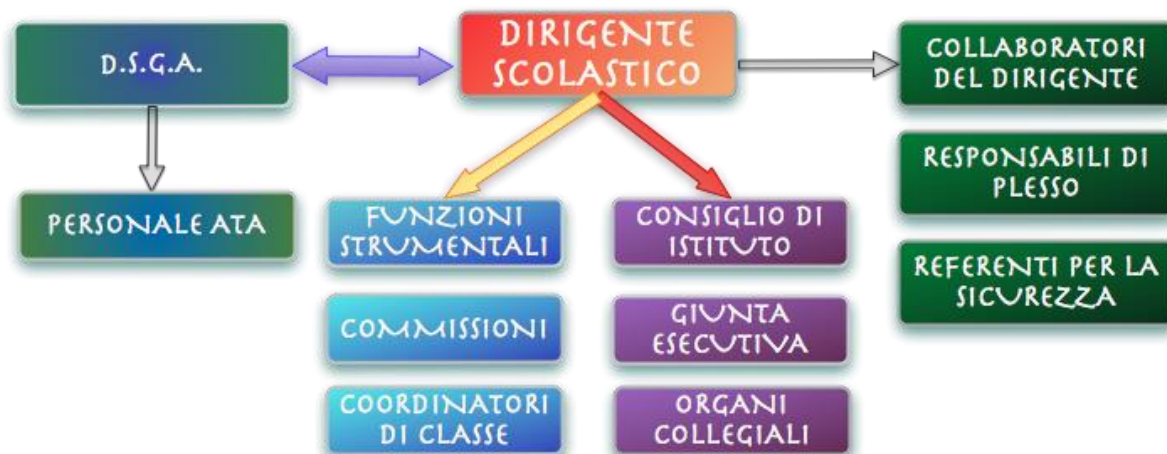 D.S.G.A.
DIRIGENTE
SCOLASTICO
COLLABORATORI
DEL DIRIGENTE
PERSONALE ATA
FUNZIONI
STRUMENTALI
CONSIGLIO DI
ISTITUTO
RESPONSABILI DI
PLESSO
COMMISSIONI
GIUNTA
ESECUTIVA
REFERENTI PER LA
SICUREZZA
COORDINATORI
DI CLASSE
ORGANI
COLLEGIALI